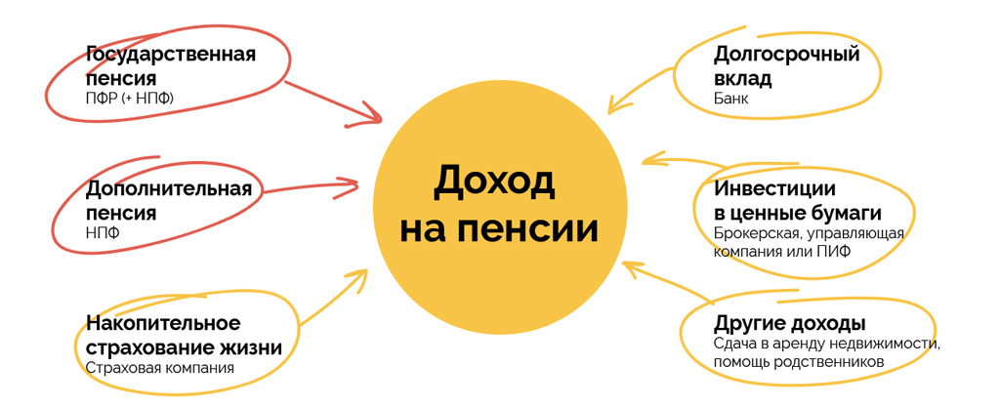 Государственная
пенсия
ПФР (+ НПФ)
Дополнительная
пенсия
НПФ
Накопительное
страхование жизни
Страховая компания
Доход
на пенсии
Долгосрочный
вклад
Банк
Инвестиции
в ценные бумаги
Брокерская, управляющая
компания или ПИФ
Другие доходы
Сдача в аренду недвижимости,
помощь родственников